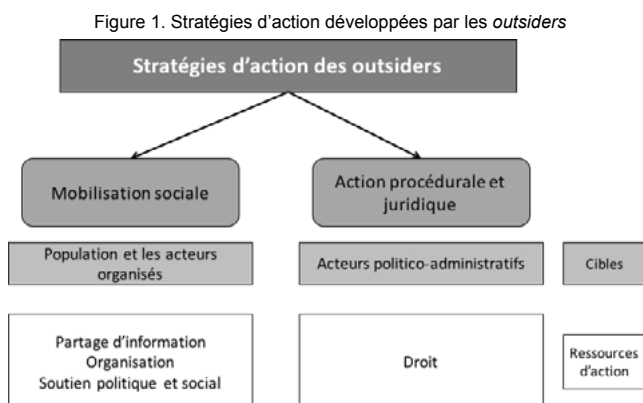 Figure 1. Stratégies d’action développées par les outsiders
Stratégies d’action des outsiders
Mobilisation sociale
Action procédurale et
juridique
Population et les acteurs
organisés
Acteurs politico-administratifs
Cibles
Partage d’information
Organisation
Soutien politique et social
Droit
Ressources
d’action